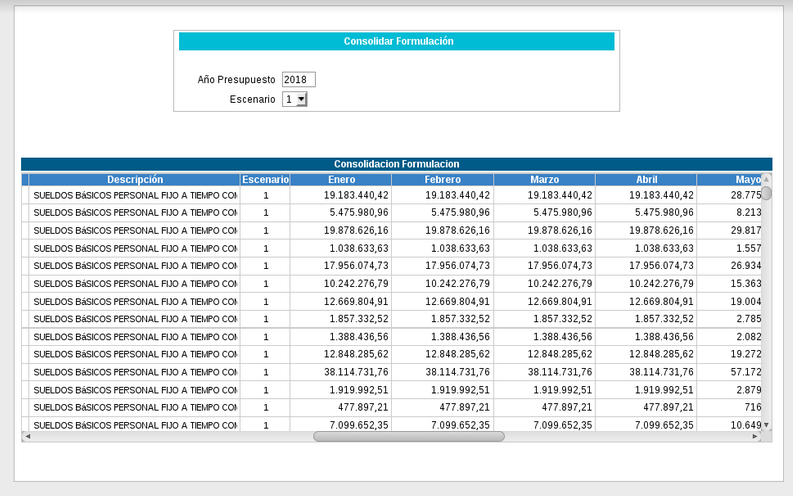 Consolidar Formulación
Año Presupuesto 2018
Escenario 1
Consolidacion Formulacion
Descripción Escenario Enero Febrero Marzo Abril Mayo
SUELDOS BáSICOS PERSONAL FIJO A TIEMPO COM 1 19.183.440,42 19.183.440,42 19.183.440,42 19.183.440,42 28.775
SUELDOS BáSICOS PERSONAL FIJO A TIEMPO COM 1 5.475.980,96 5.475.980,96 5.475.980,96 5.475.980,96 8.213
SUELDOS BáSICOS PERSONAL FIJO A TIEMPO COM 1 19.878.626,16 19.878.626,16 19.878.626,16 19.878.626,16 29.817
SUELDOS BáSICOS PERSONAL FIJO A TIEMPO COM 1 1.038.633,63 1.038.633,63 1.038.633,63 1.038.633,63 1.557
SUELDOS BáSICOS PERSONAL FIJO A TIEMPO COM 1 17.956.074,73 17.956.074,73 17.956.074,73 17.956.074,73 26.934
SUELDOS BáSICOS PERSONAL FIJO A TIEMPO COM 1 10.242.276,79 10.242.276,79 10.242.276,79 10.242.276,79 15.363
SUELDOS BáSICOS PERSONAL FIJO A TIEMPO COM 1 12.669.804,91 12.669.804,91 12.669.804,91 12.669.804,91 19.004
SUELDOS BáSICOS PERSONAL FIJO A TIEMPO COM 1 1.857.332,52 1.857.332,52 1.857.332,52 1.857.332,52 2.785
SUELDOS BáSICOS PERSONAL FIJO A TIEMPO COM 1 1.388.436,56 1.388.436,56 1.388.436,56 1.388.436,56 2.082
SUELDOS BáSICOS PERSONAL FIJO A TIEMPO COM 1 12.848.285,62 12.848.285,62 12.848.285,62 12.848.285,62 19.272
SUELDOS BáSICOS PERSONAL FIJO A TIEMPO COM 1 38.114.731,76 38.114.731,76 38.114.731,76 38.114.731,76 57.172
SUELDOS BáSICOS PERSONAL FIJO A TIEMPO COM 1 1.919.992,51 1.919.992,51 1.919.992,51 1.919.992,51 2.879
SUELDOS BáSICOS PERSONAL FIJO A TIEMPO COM 1 477.897,21 477.897,21 477.897,21 477.897,21 716
SUELDOS BáSICOS PERSONAL FIJO A TIEMPO COM 1 7.099.652,35 7.099.652,35 7.099.652,35 7.099.652,35 10.649